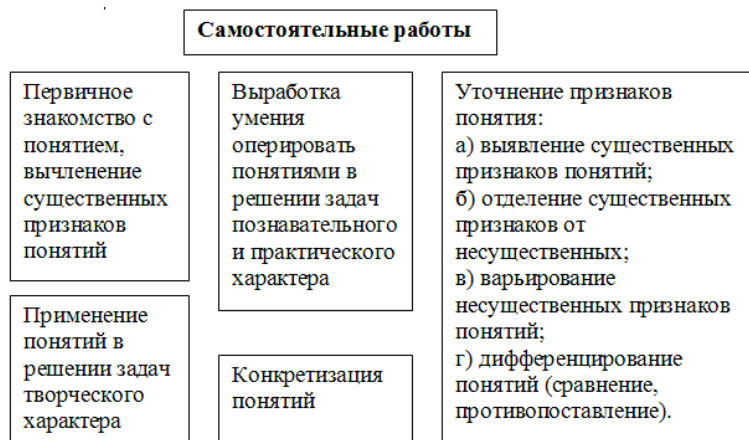 Самостоятельные работы
Первичное
знакомство с
понятием,
вычленение
существенных
признаков
понятий
Выработка
умения
оперировать
понятиями в
решении задач
познавательного
и практического
характера
Уточнение признаков
понятия:
а) выявление существенных
признаков понятий;
б) отделение существенных
признаков от
несущественных;
в) варьирование
несущественных признаков
понятий;
г) дифференцирование
понятий (сравнение,
противопоставление).
Применение
понятий в
решении задач
творческого
характера
Конкретизация
понятий